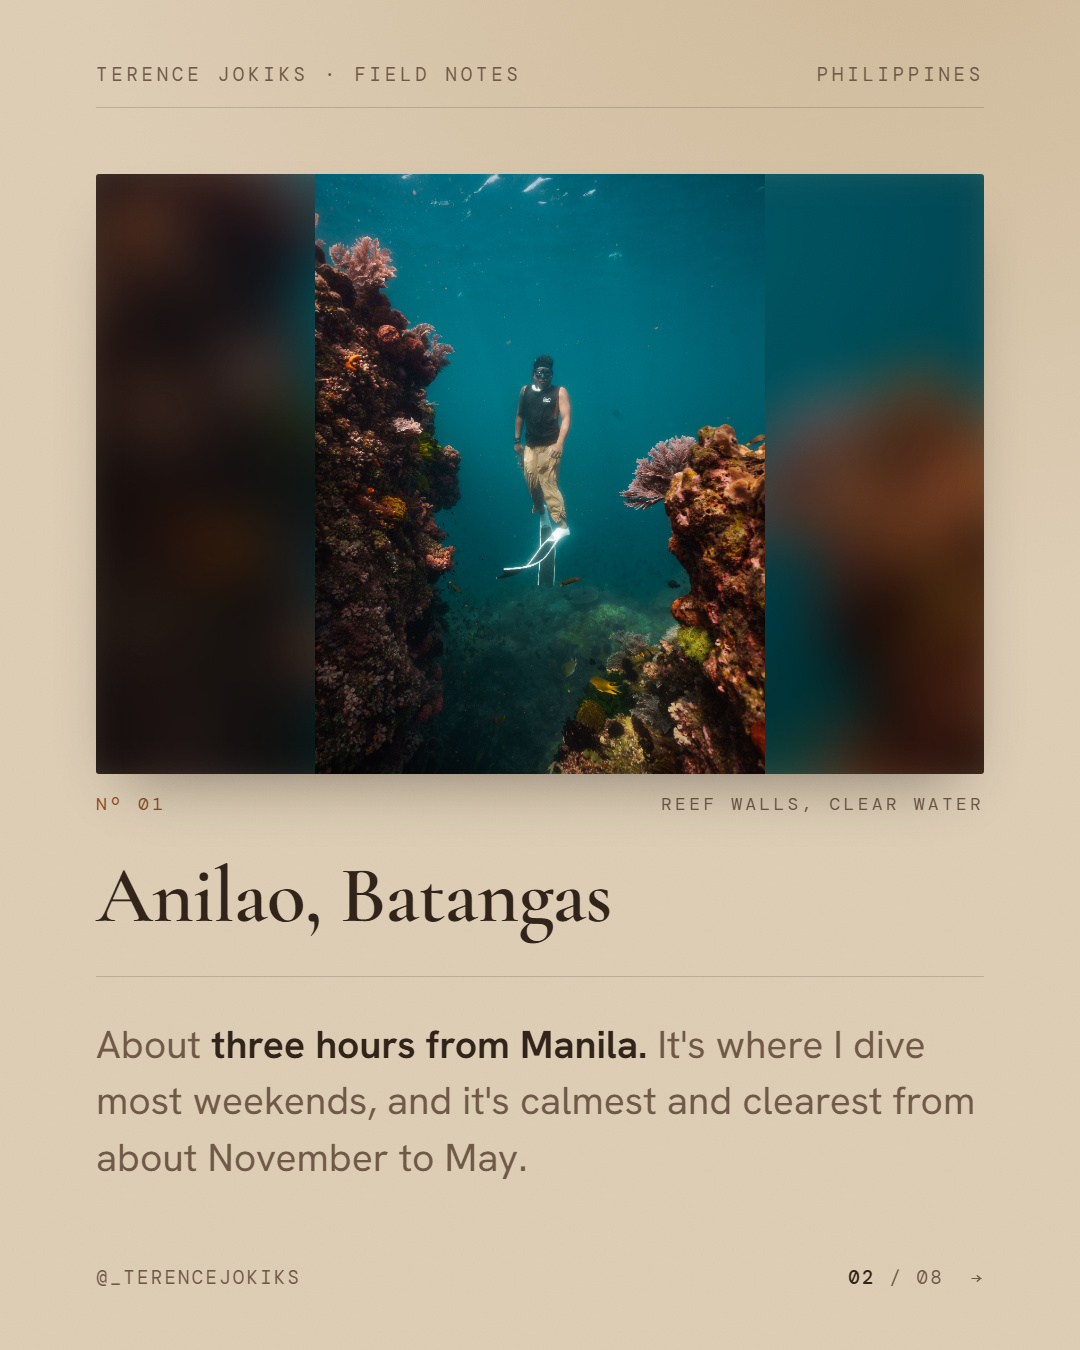 TERENCE JOKIKS · FIELD NOTES
PHILIPPINES
Nº 01
REEF WALLS, CLEAR WATER
Anilao, Batangas
About three hours from Manila. It's where I dive
most weekends, and it's calmest and clearest from
about November to May.
@_TERENCEJOKIKS
02 / 08 →